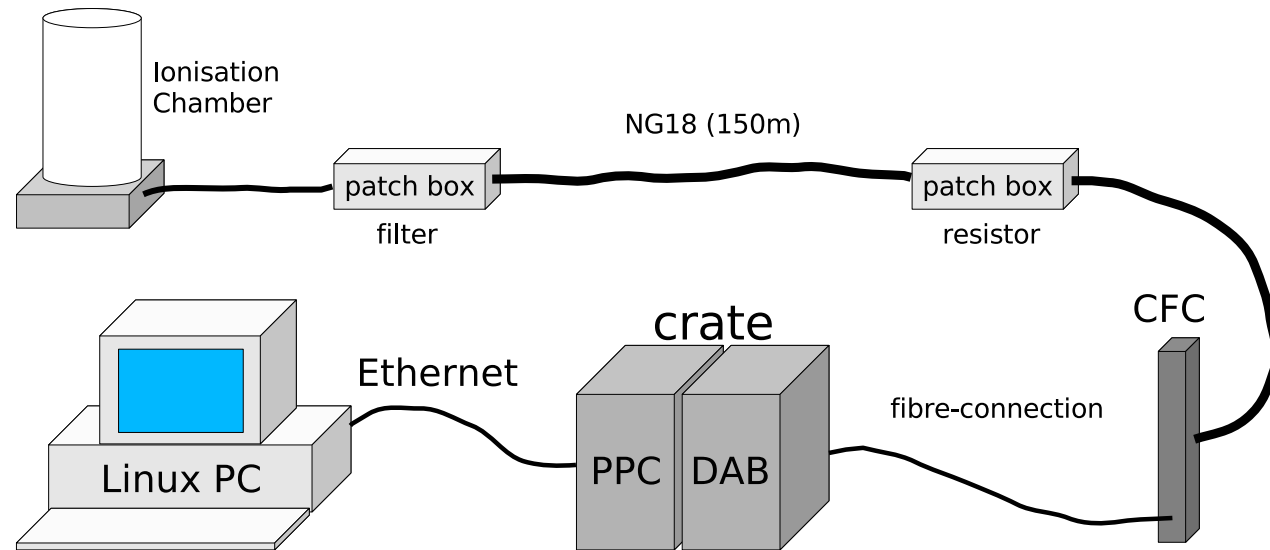 Ionisation
Chamber
NG18 (150m)
patch box
patch box
filter
resistor
crate
CFC
Ethernet
fibre-connection
Linux PC
PPC
DAB